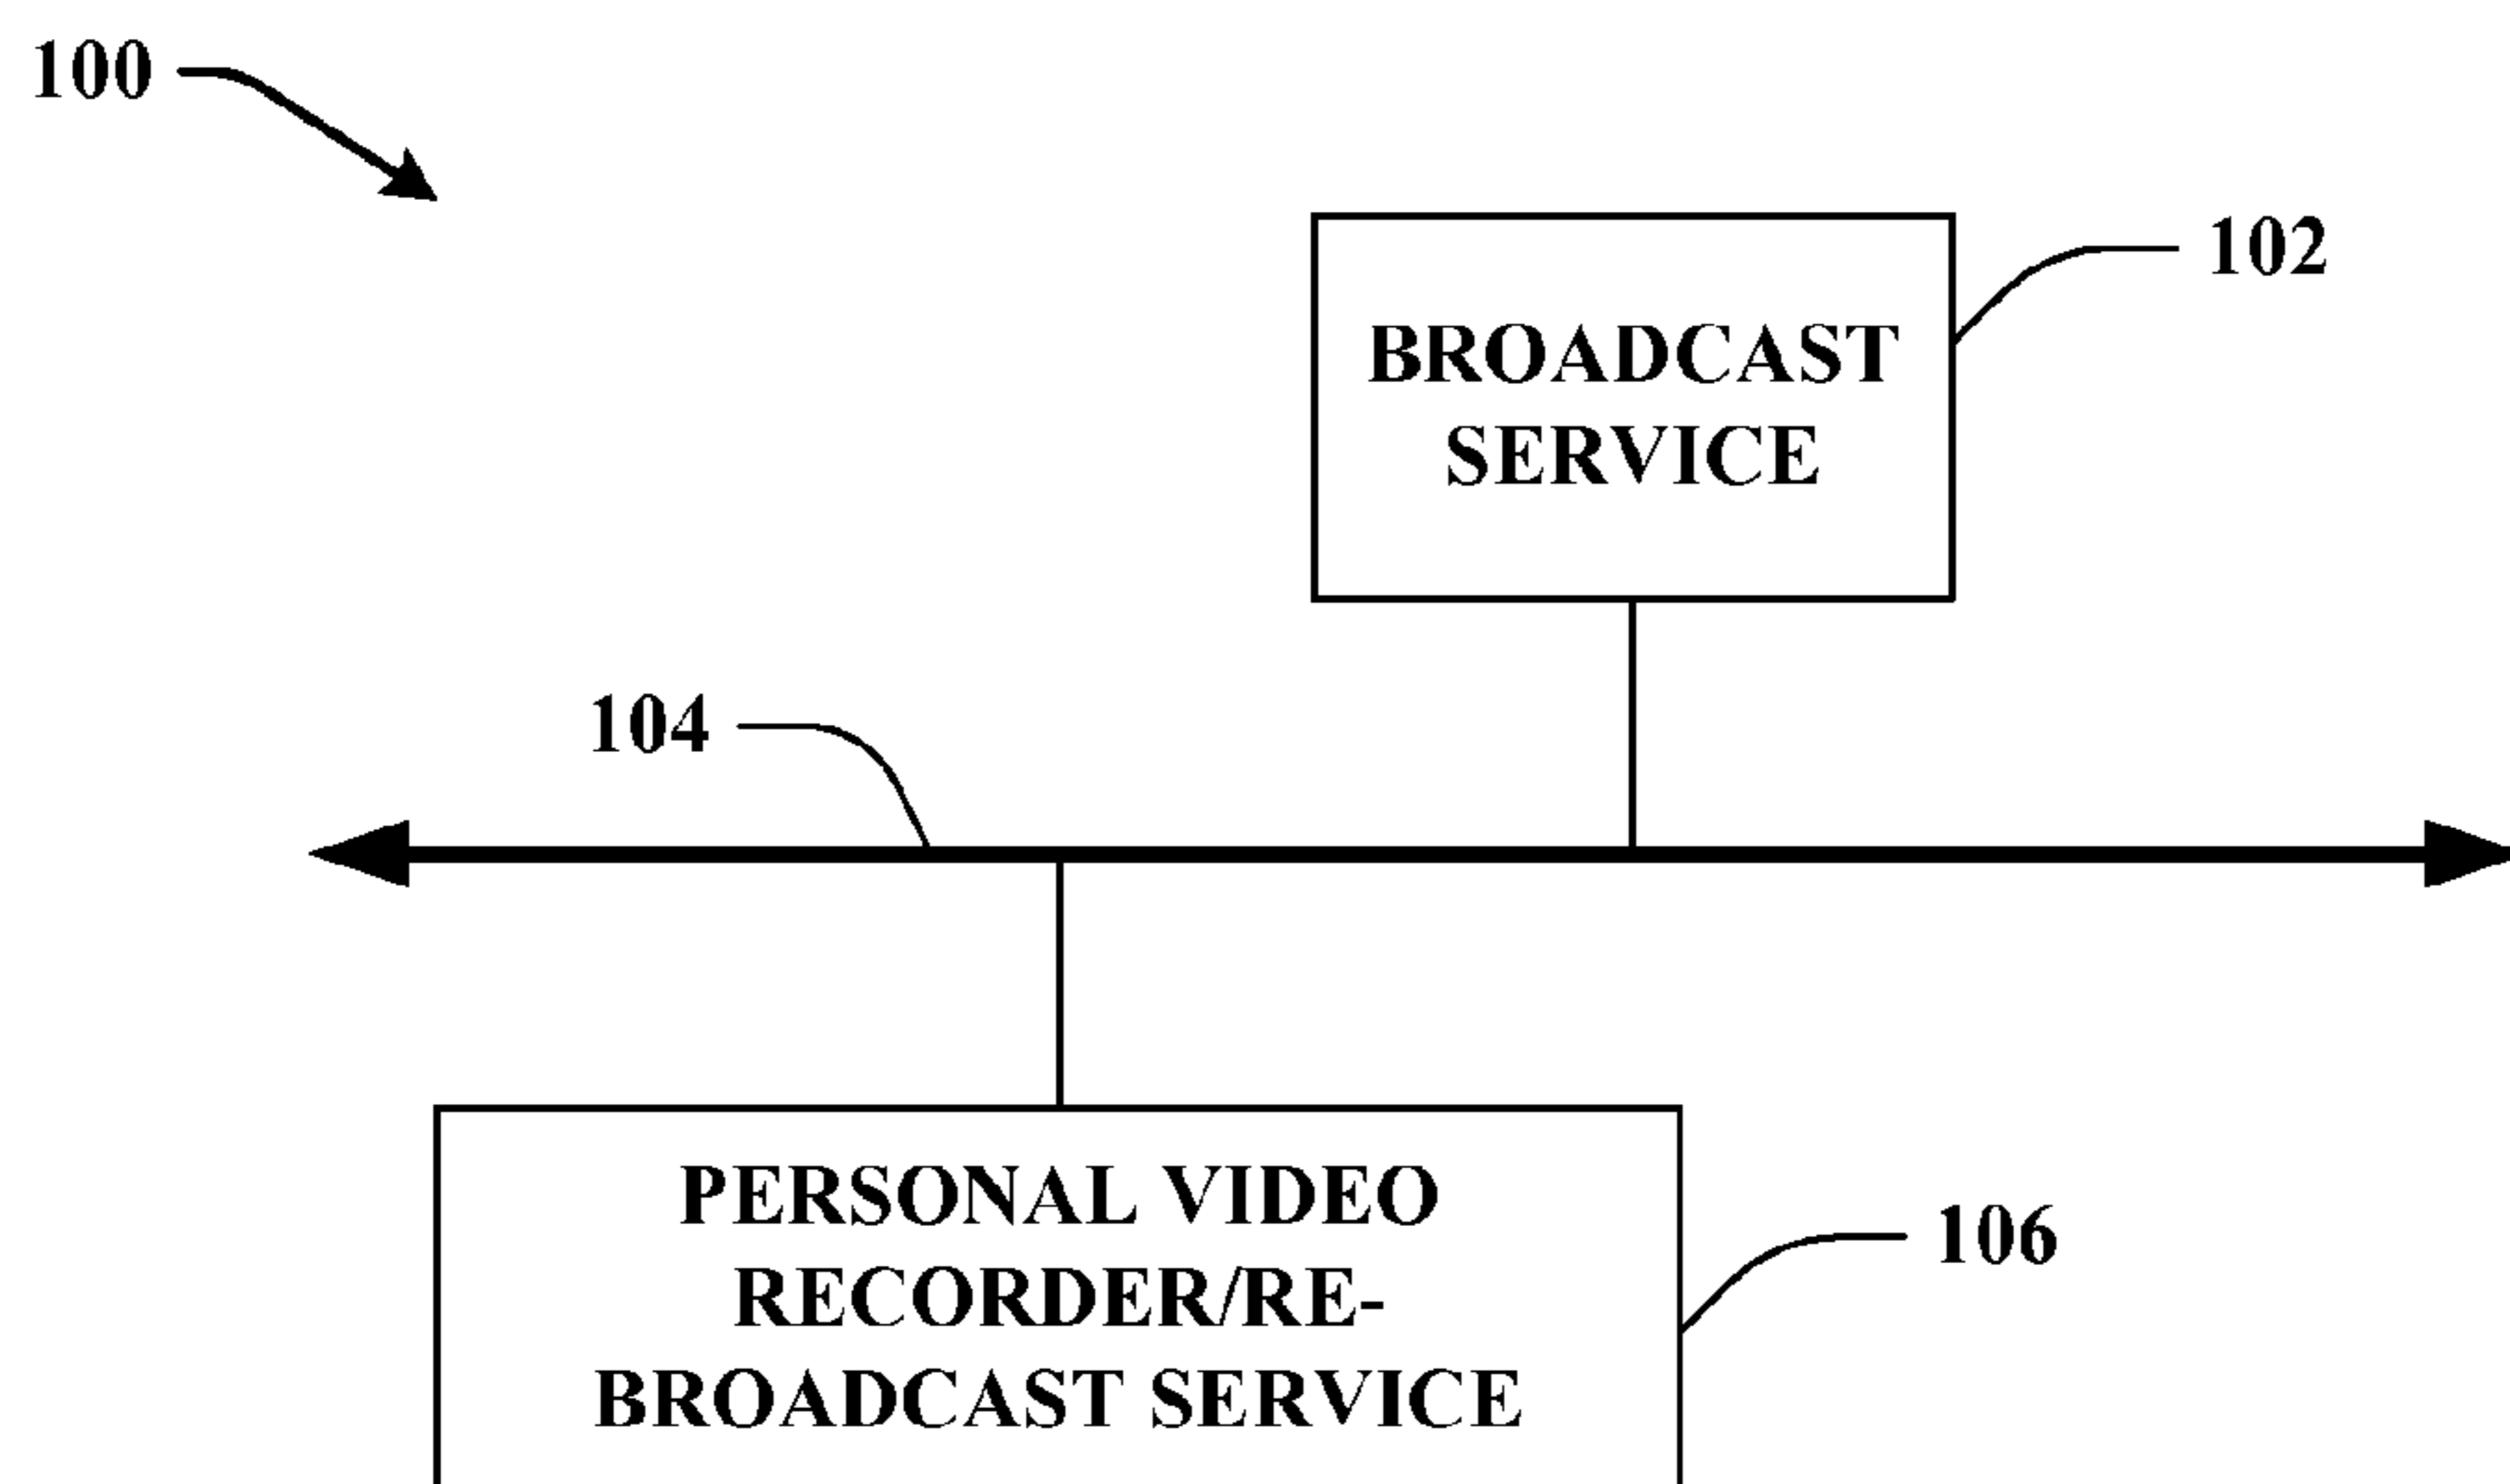 100
102
BROADCAST
SERVICE
104
PERSONAL VIDEO
RECORDER/RE-
BROADCAST SERVICE
106